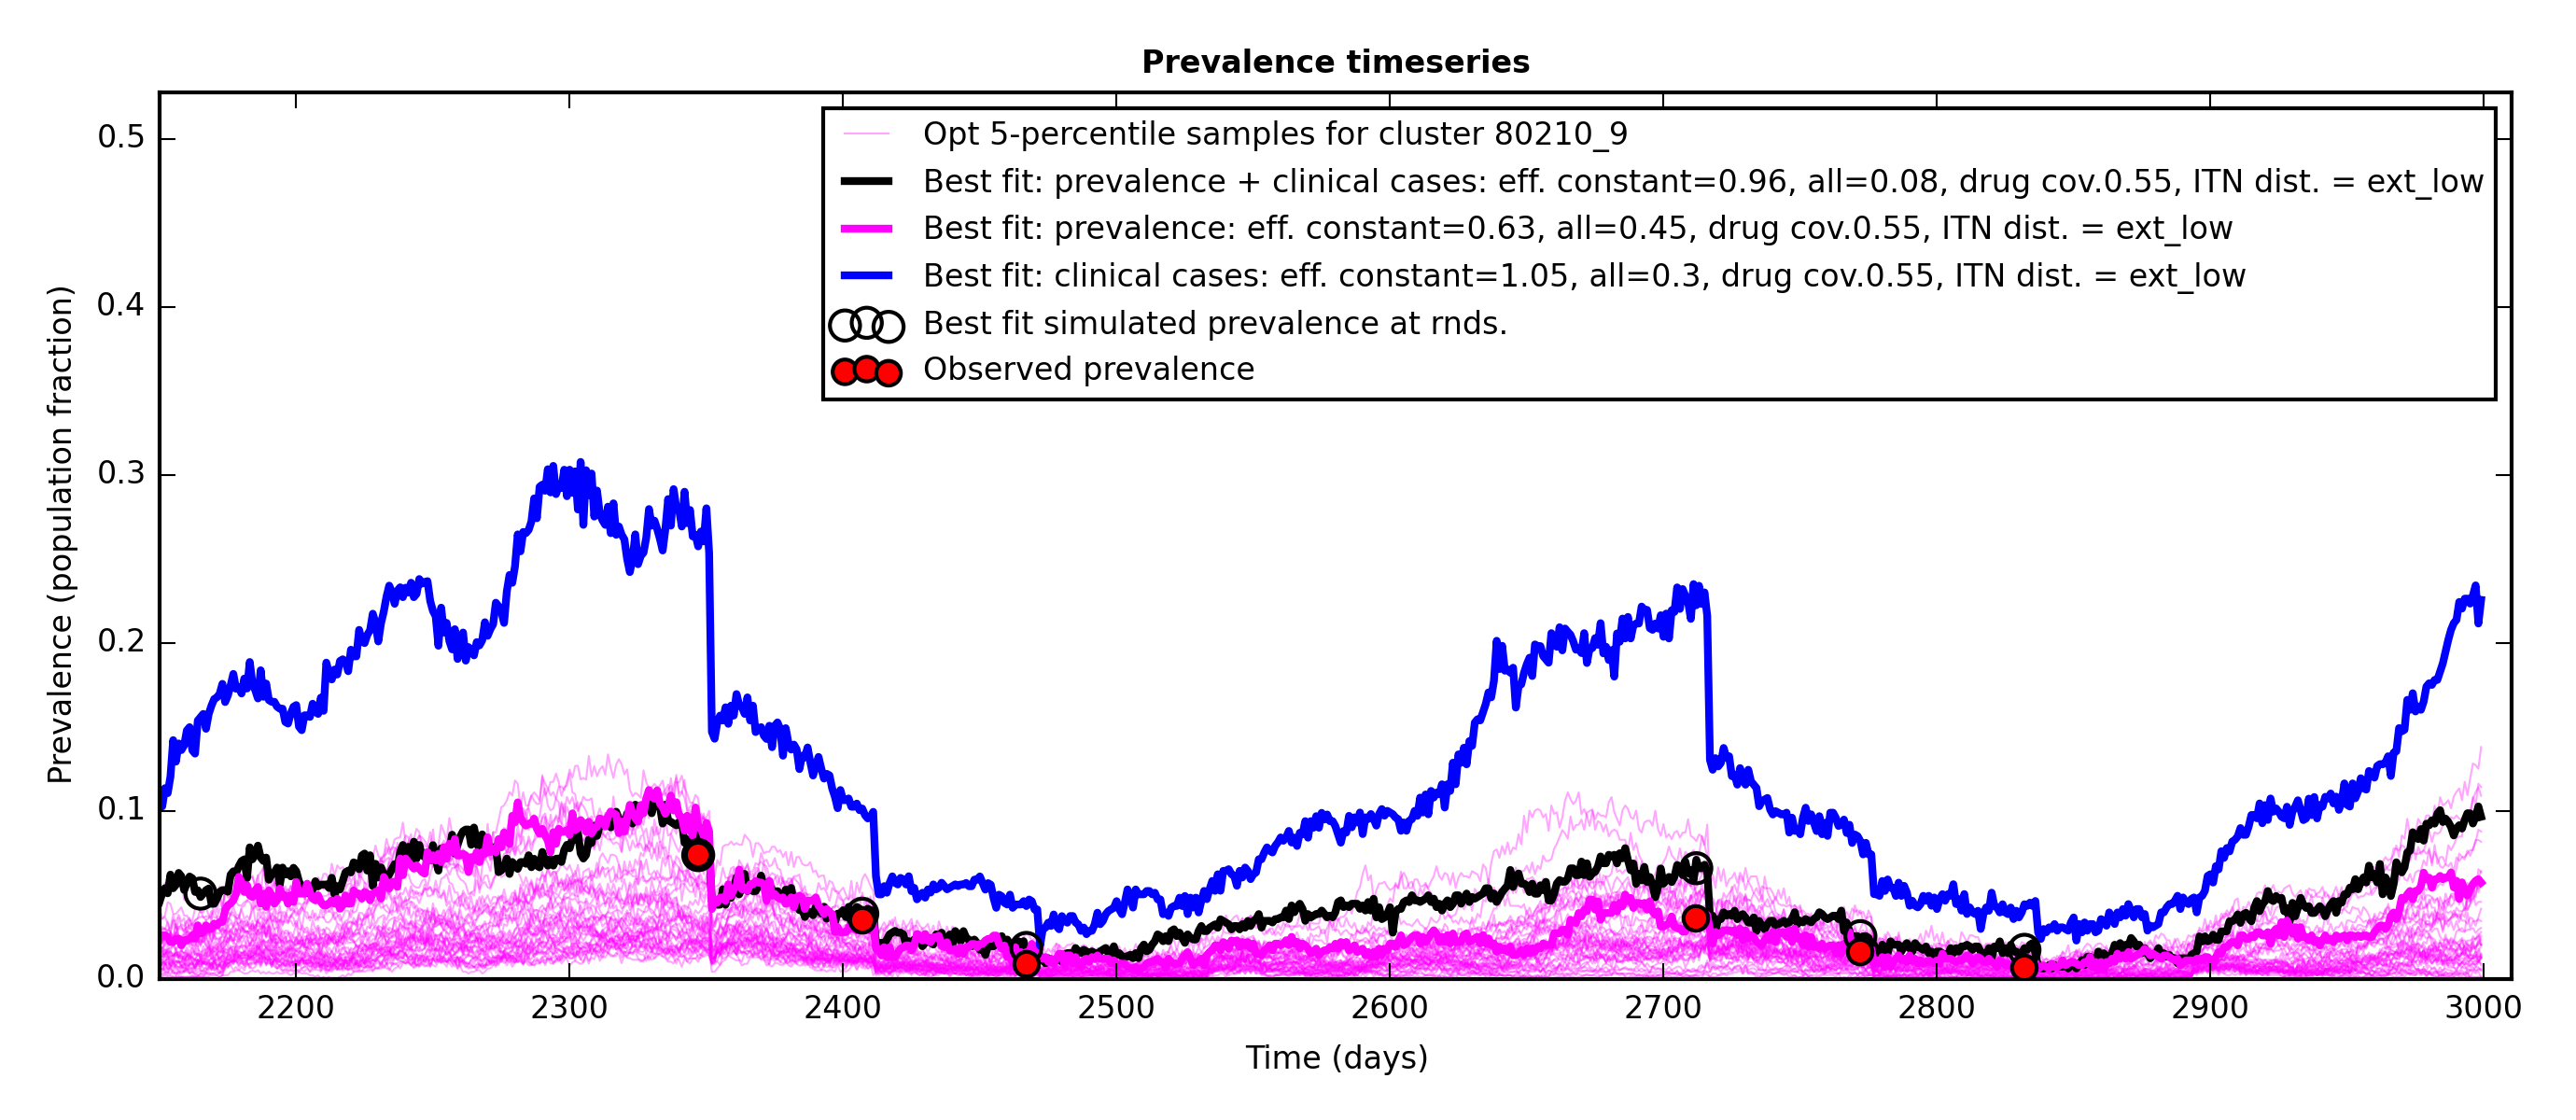 Prevalence timeseries
Opt 5-percentile samples for cluster 80210_9
Best fit: prevalence + clinical cases: eff. constant=0.96, all=0.08, drug cov.0.55, ITN dist. = ext_low
Best fit: prevalence: eff. constant=0.63, all=0.45, drug cov.0.55, ITN dist. = ext_low
Best fit: clinical cases: eff. constant=1.05, all=0.3, drug cov.0.55, ITN dist. = ext_low
Best fit simulated prevalence at rnds.
Observed prevalence
Prevalence (population fraction)
0.5
0.4
0.3
0.2
0.1
0.0
2200 2300 2400 2500 2600 2700 2800 2900 3000
Time (days)